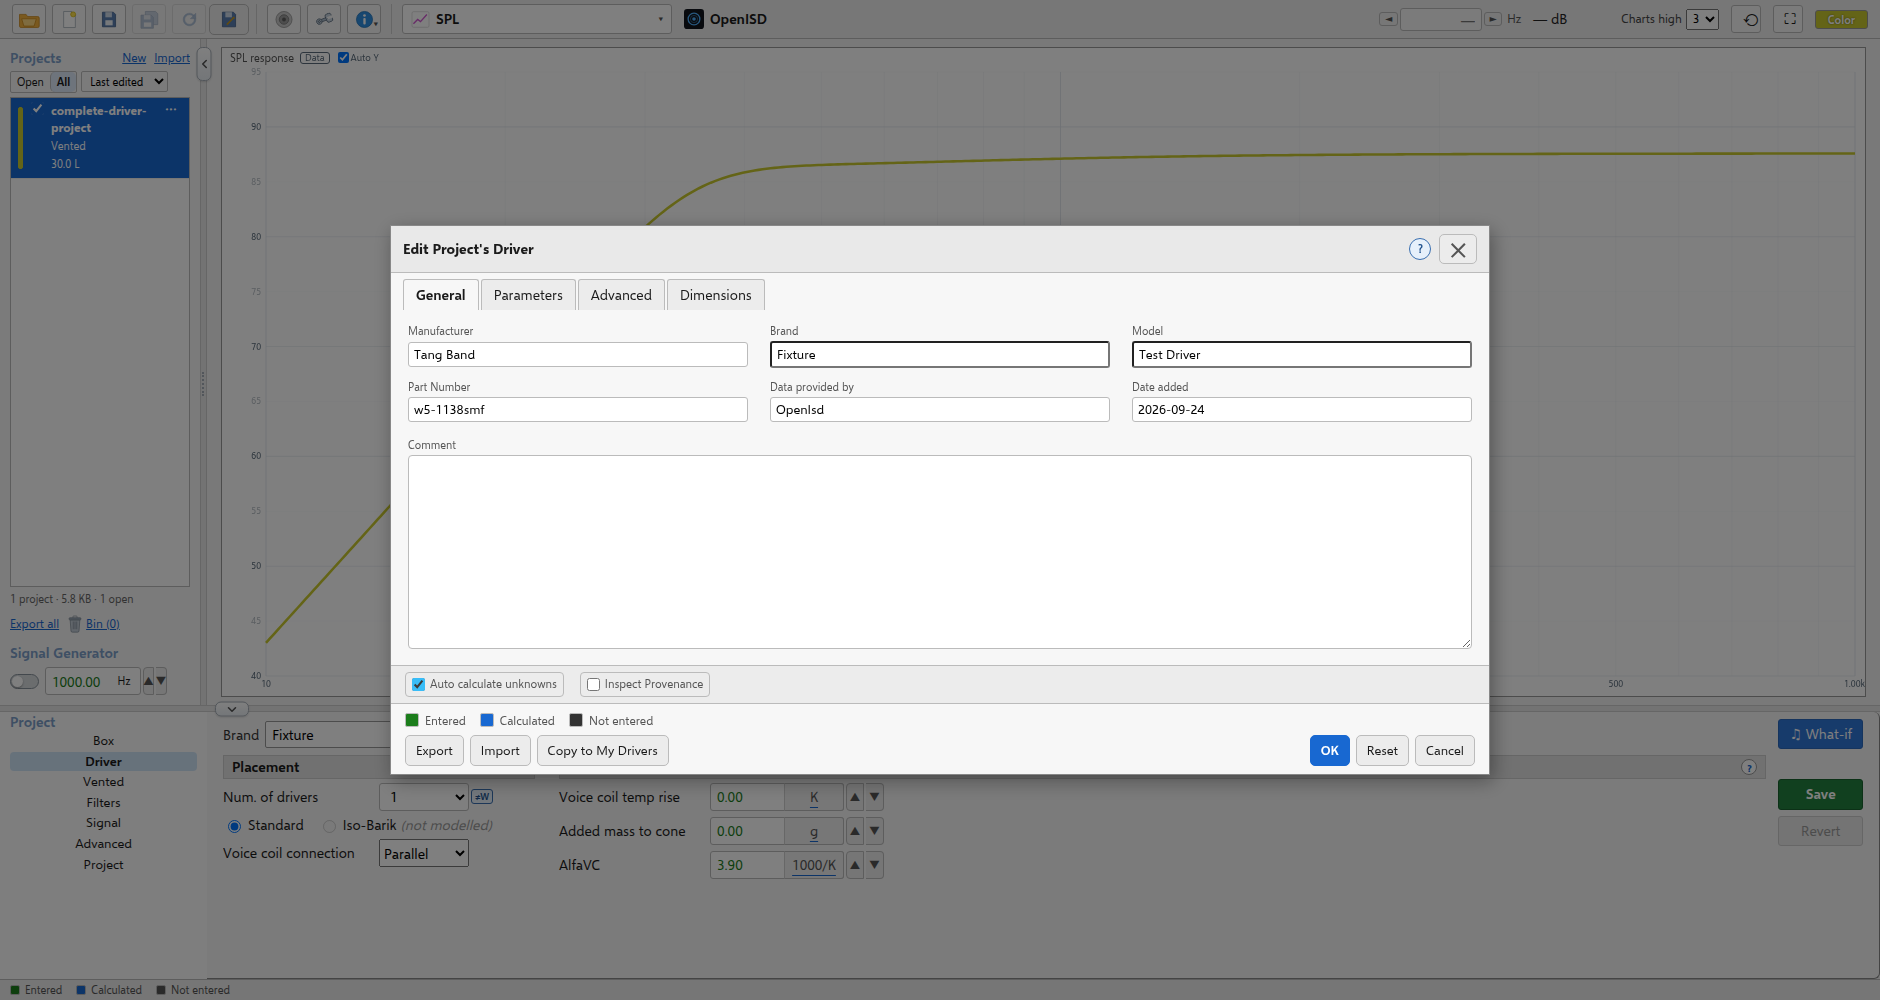 SPL
OpenISD
—
Hz
— dB
Charts high
3
Color
Projects
New
Import
Open
All
Last edited
complete-driver-project
...
Vented
30.0 L
1 project · 5.8 KB · 1 open
Export all
Bin (0)
Signal Generator
1000.00
Hz
SPL response
Data
Auto Y
95
90
85
80
75
70
65
60
55
50
45
40
10
500
1.00k
Edit Project's Driver
?
General
Parameters
Advanced
Dimensions
Manufacturer
Brand
Model
Tang Band
Fixture
Test Driver
Part Number
Data provided by
Date added
w5-1138smf
OpenIsd
2026-09-24
Comment
Auto calculate unknowns
Inspect Provenance
Entered
Calculated
Not entered
Export
Import
Copy to My Drivers
OK
Reset
Cancel
Project
Box
Driver
Vented
Filters
Signal
Advanced
Project
Brand
Fixture
Placement
Num. of drivers
1
≠W
Standard
Iso-Barik (not modelled)
Voice coil connection
Parallel
Voice coil temp rise
0.00
K
Added mass to cone
0.00
g
AlfaVC
3.90
1000/K
?
♫ What-if
Save
Revert
Entered
Calculated
Not entered